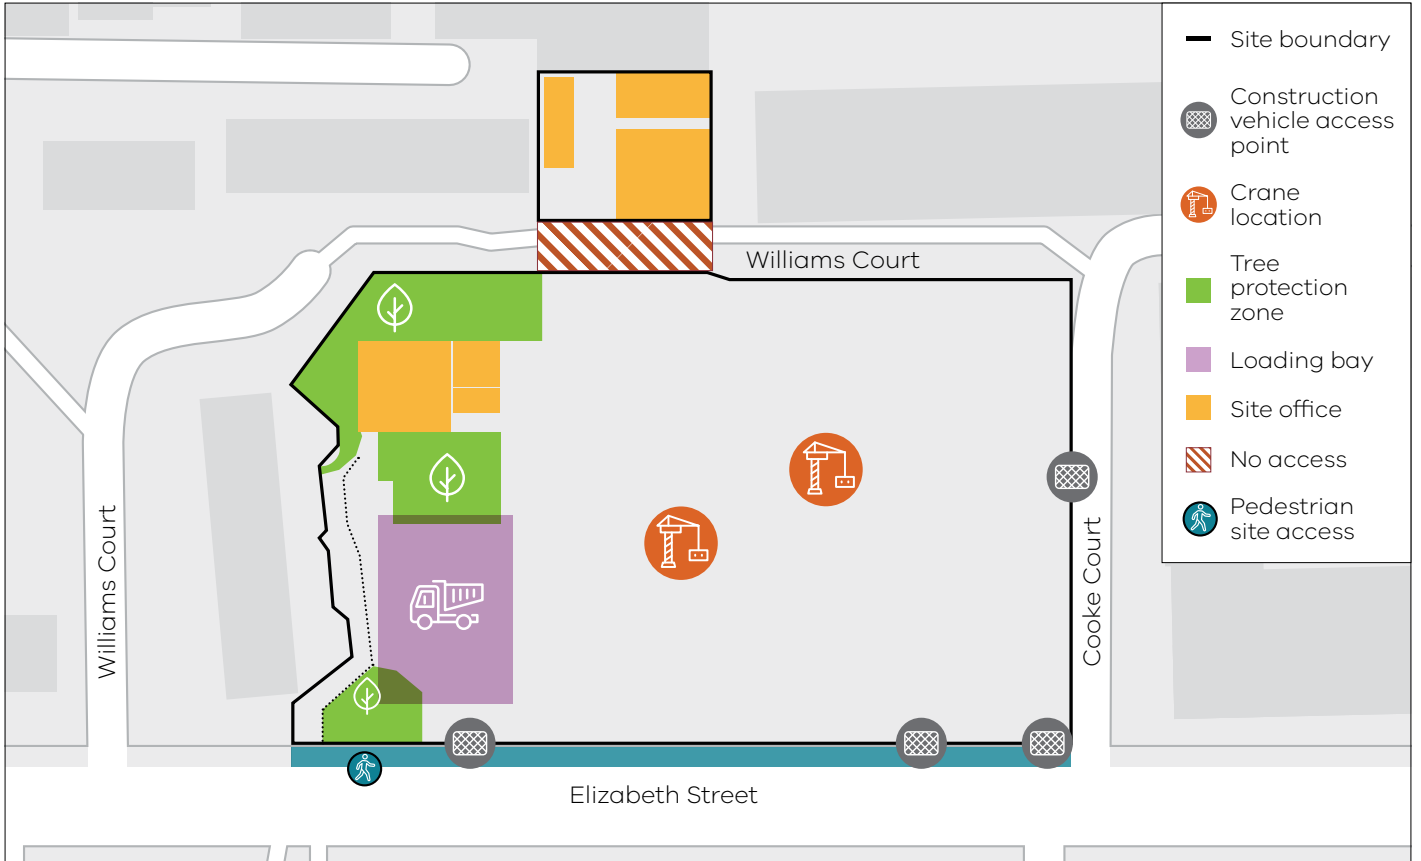 Site boundary
Construction
vehicle access
point
Crane
location
Tree
protection
zone
Loading bay
Site office
No access
Pedestrian
site access
Williams Court
Williams Court
Cooke Court
Elizabeth Street